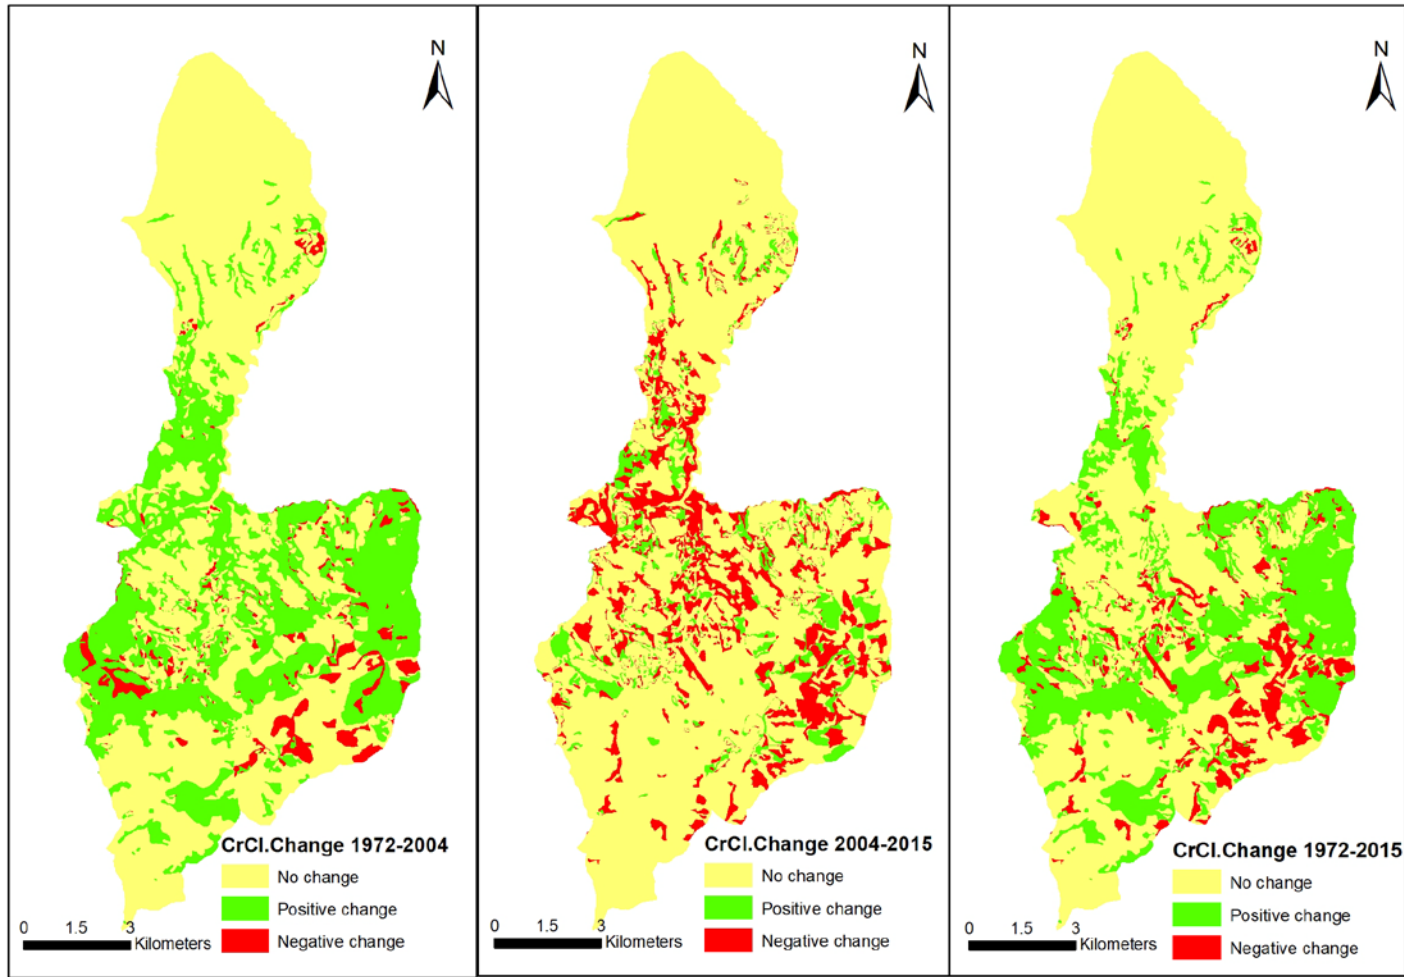 N
CrCl.Change 1972-2004
No change
Positive change
Negative change
0 1.5 3
Kilometers
N
CrCl.Change 2004-2015
No change
Positive change
Negative change
0 1.5 3
Kilometers
N
CrCl.Change 1972-2015
No change
Positive change
Negative change
0 1.5 3
Kilometers